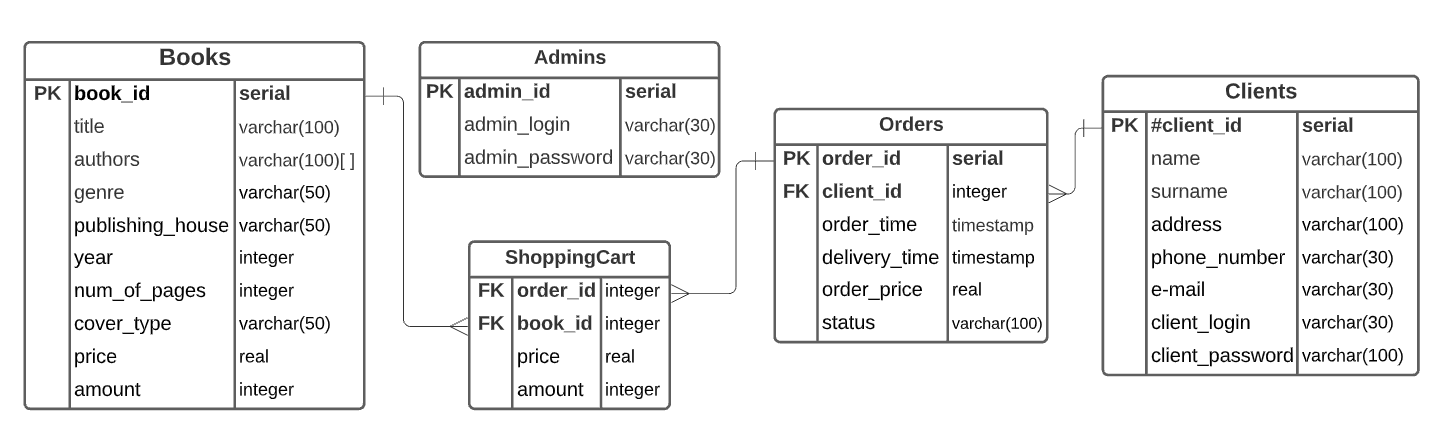 Books
PK book_id serial
title varchar(100)
authors varchar(100)[ ]
genre varchar(50)
publishing_house varchar(50)
year integer
num_of_pages integer
cover_type varchar(50)
price real
amount integer
Admins
PK admin_id serial
admin_login varchar(30)
admin_password varchar(30)
ShoppingCart
FK order_id integer
FK book_id integer
price real
amount integer
Orders
PK order_id serial
FK client_id integer
order_time timestamp
delivery_time timestamp
order_price real
status varchar(100)
Clients
PK #client_id serial
name varchar(100)
surname varchar(100)
address varchar(100)
phone_number varchar(30)
e-mail varchar(30)
client_login varchar(30)
client_password varchar(100)